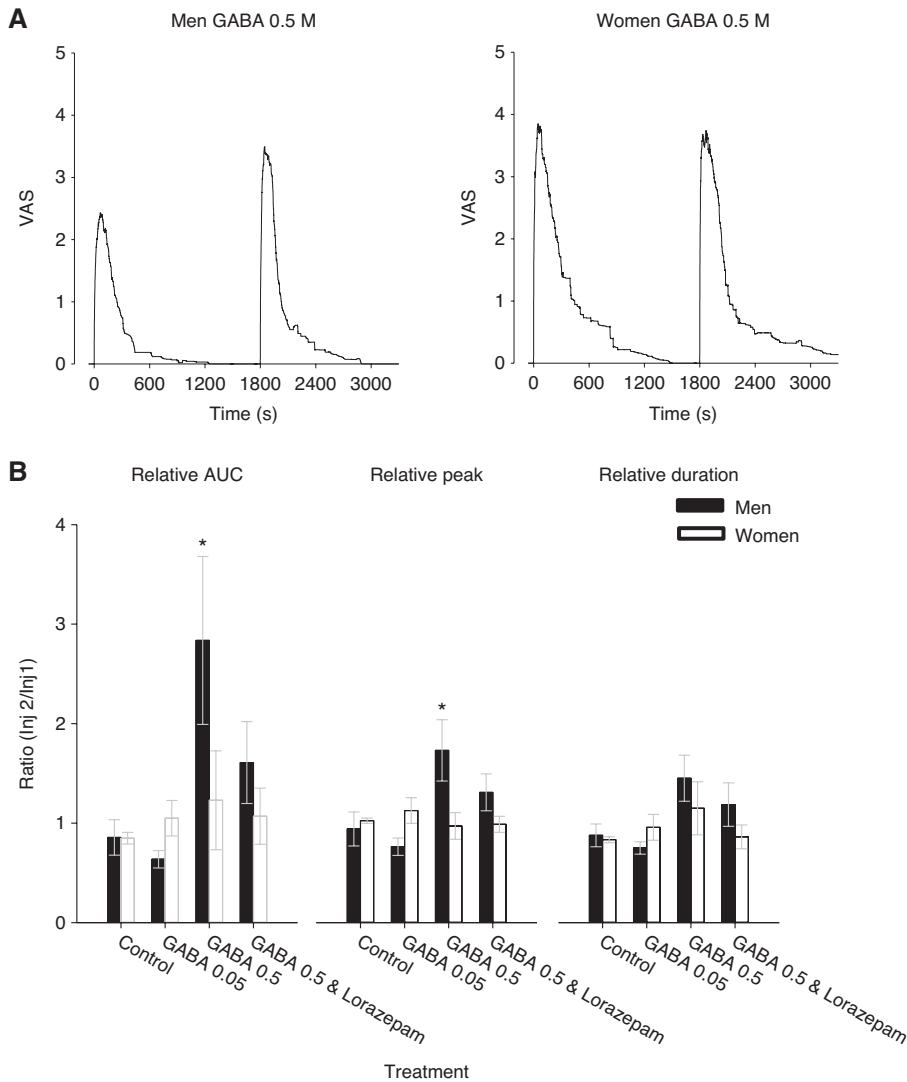 A
Men GABA 0.5 M
5
4
3
2
1
0
VAS
0 600 1200 1800 2400 3000
Time (s)
Women GABA 0.5 M
5
4
3
2
1
0
VAS
0 600 1200 1800 2400 3000
Time (s)
B
Relative AUC
Relative peak
Relative duration
Men
Women
4
3
2
1
0
Ratio (Inj 2/Inj1)
*
*
Control
GABA 0.05
GABA 0.5
GABA 0.5 & Lorazepam
Control
GABA 0.05
GABA 0.5
GABA 0.5 & Lorazepam
Control
GABA 0.05
GABA 0.5
GABA 0.5 & Lorazepam
Treatment